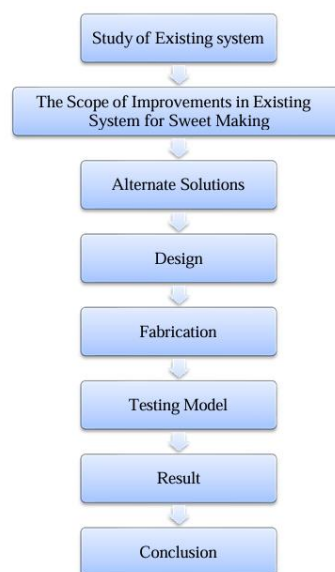 Study of Existing system
The Scope of Improvements in Existing
System for Sweet Making
Alternate Solutions
Design
Fabrication
Testing Model
Result
Conclusion